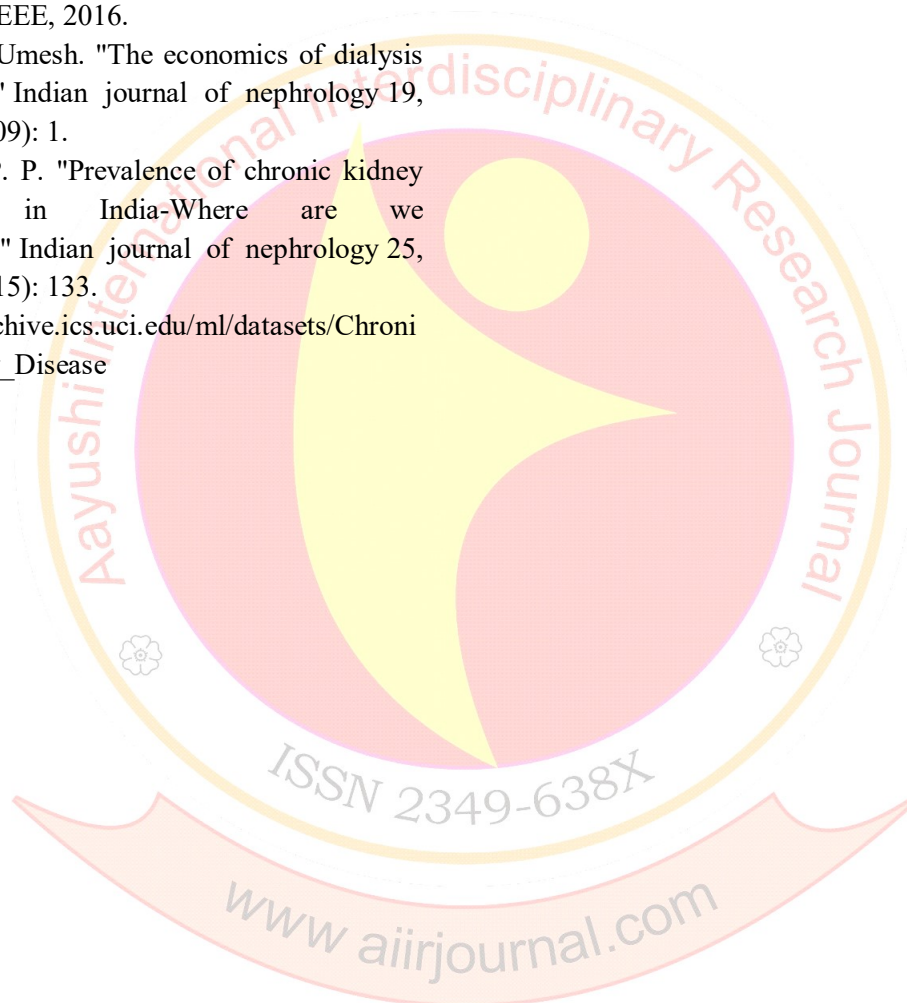 EEE, 2016.
Umesh. "The economics of dialysis
" Indian journal of nephrology 19,
09): 1.
P. P. "Prevalence of chronic kidney
in India-Where are we
" Indian journal of nephrology 25,
15): 133.
chive.ics.uci.edu/ml/datasets/Chroni
_Disease
Aayushi International Interdisciplinary Research Journal
ISSN 2349-638X
www aiirjournal.com